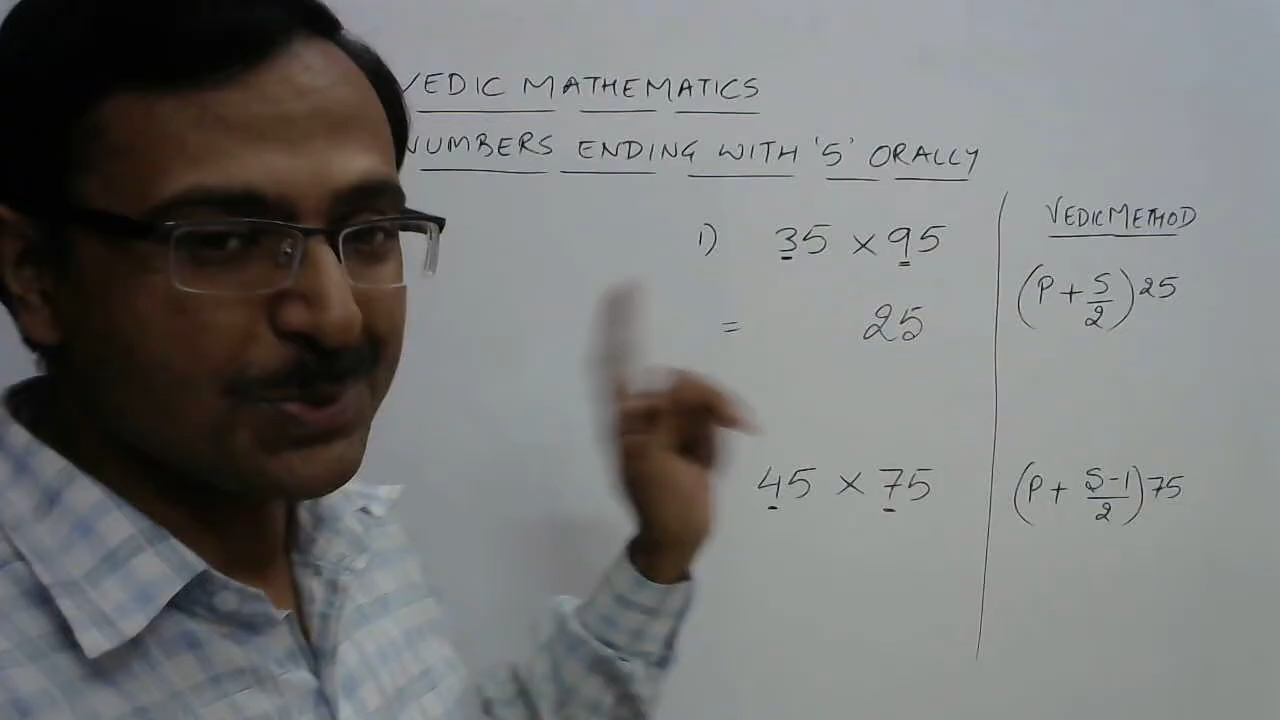 VEDIC MATHEMATICS
NUMBERS ENDING WITH '5' ORALLY
1) 35 × 95
= 25
45 × 75
VEDIC METHOD
(P + S/2) 25
(P + S-1/2) 75